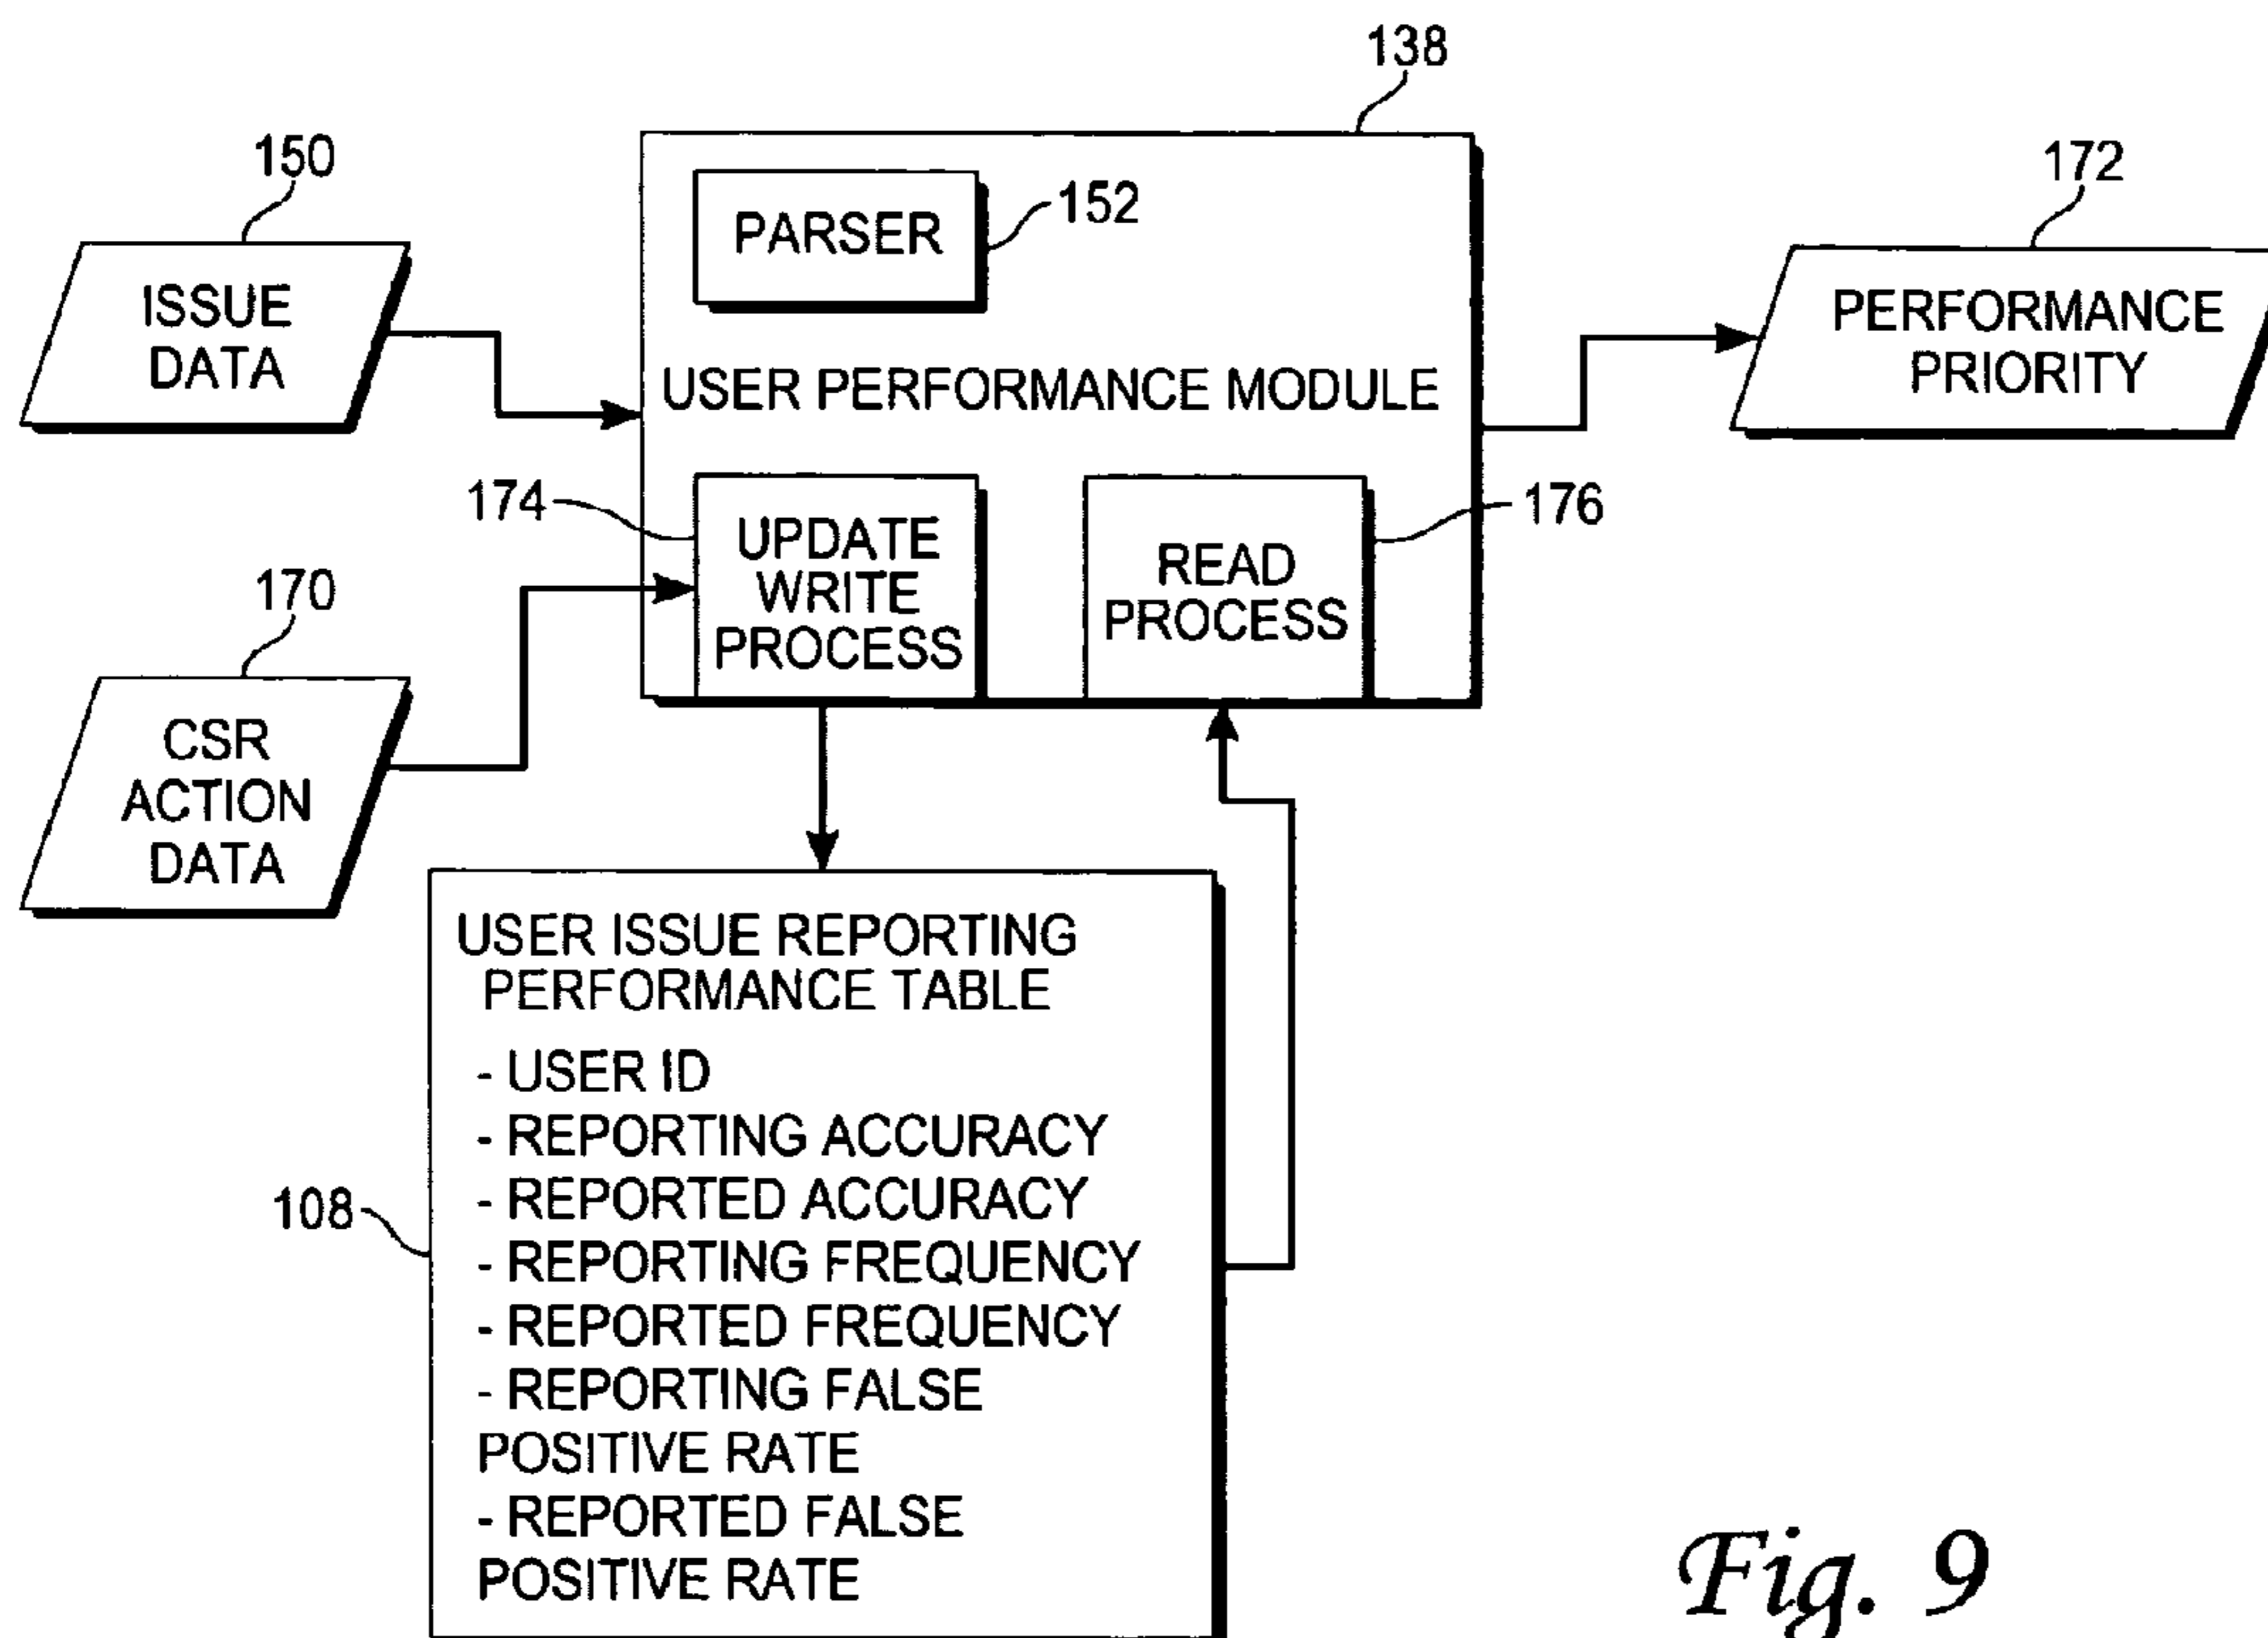 138
150
172
PARSER
152
ISSUE
DATA
PERFORMANCE
PRIORITY
USER PERFORMANCE MODULE
174
176
UPDATE
WRITE
PROCESS
READ
PROCESS
170
CSR
ACTION
DATA
USER ISSUE REPORTING
PERFORMANCE TABLE
- USER ID
- REPORTING ACCURACY
- REPORTED ACCURACY
- REPORTING FREQUENCY
- REPORTED FREQUENCY
- REPORTING FALSE
POSITIVE RATE
- REPORTED FALSE
POSITIVE RATE
108
Fig. 9